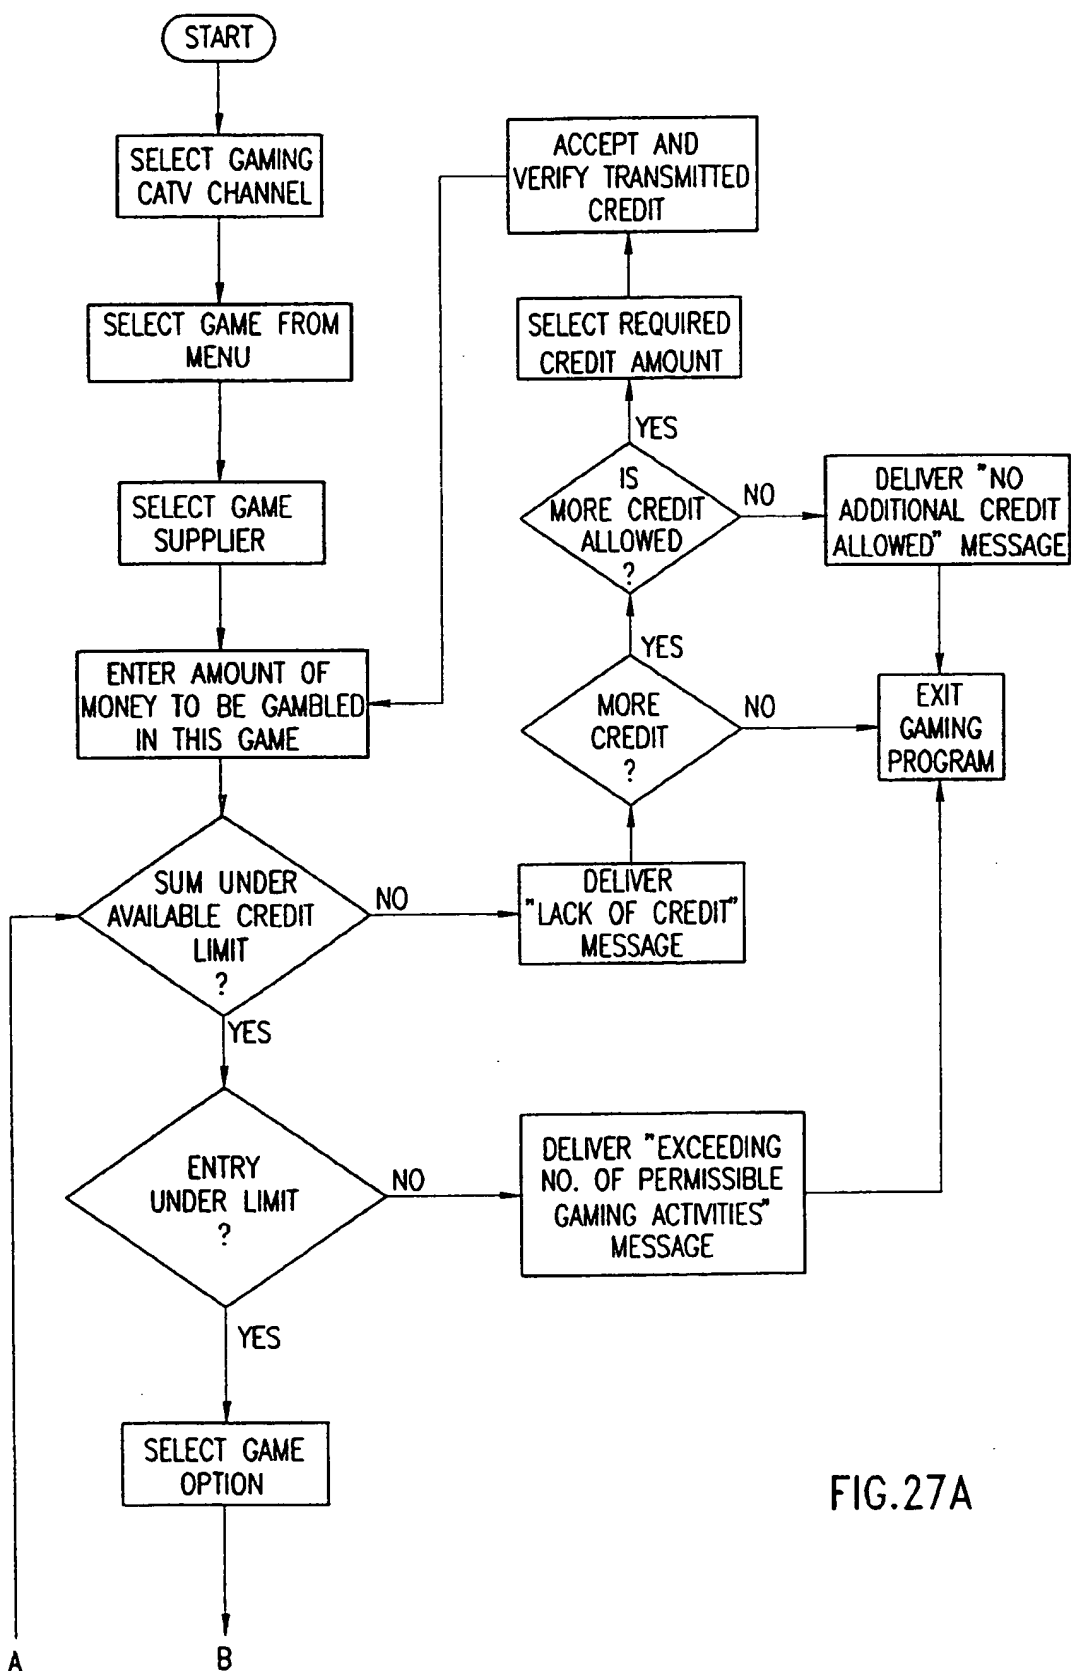 START
SELECT GAMING
CATV CHANNEL
SELECT GAME FROM
MENU
SELECT GAME
SUPPLIER
ENTER AMOUNT OF
MONEY TO BE GAMBLED
IN THIS GAME
SUM UNDER
AVAILABLE CREDIT
LIMIT
?
NO
YES
ENTRY
UNDER LIMIT
?
NO
YES
SELECT GAME
OPTION
A
B
ACCEPT AND
VERIFY TRANSMITTED
CREDIT
SELECT REQUIRED
CREDIT AMOUNT
YES
IS
MORE CREDIT
ALLOWED
?
NO
DELIVER "NO
ADDITIONAL CREDIT
ALLOWED" MESSAGE
YES
MORE
CREDIT
?
NO
EXIT
GAMING
PROGRAM
DELIVER
"LACK OF CREDIT"
MESSAGE
DELIVER "EXCEEDING
NO. OF PERMISSIBLE
GAMING ACTIVITIES"
MESSAGE
FIG.27A